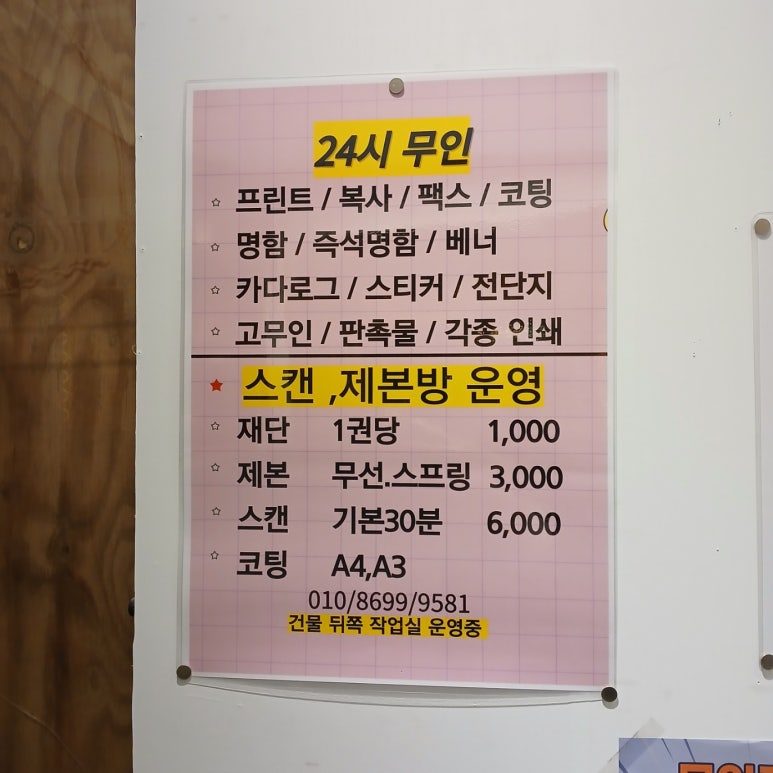 24시 무인
☆ 프린트 / 복사 / 팩스 / 코팅
☆ 명함 / 즉석명함 / 베너
☆ 카다로그 / 스티커 / 전단지
☆ 고무인 / 판촉물 / 각종 인쇄
★ 스캔 ,제본방 운영
☆ 재단 1권당 1,000
☆ 제본 무선.스프링 3,000
☆ 스캔 기본30분 6,000
☆ 코팅 A4,A3
010/8699/9581
건물 뒤쪽 작업실 운영중